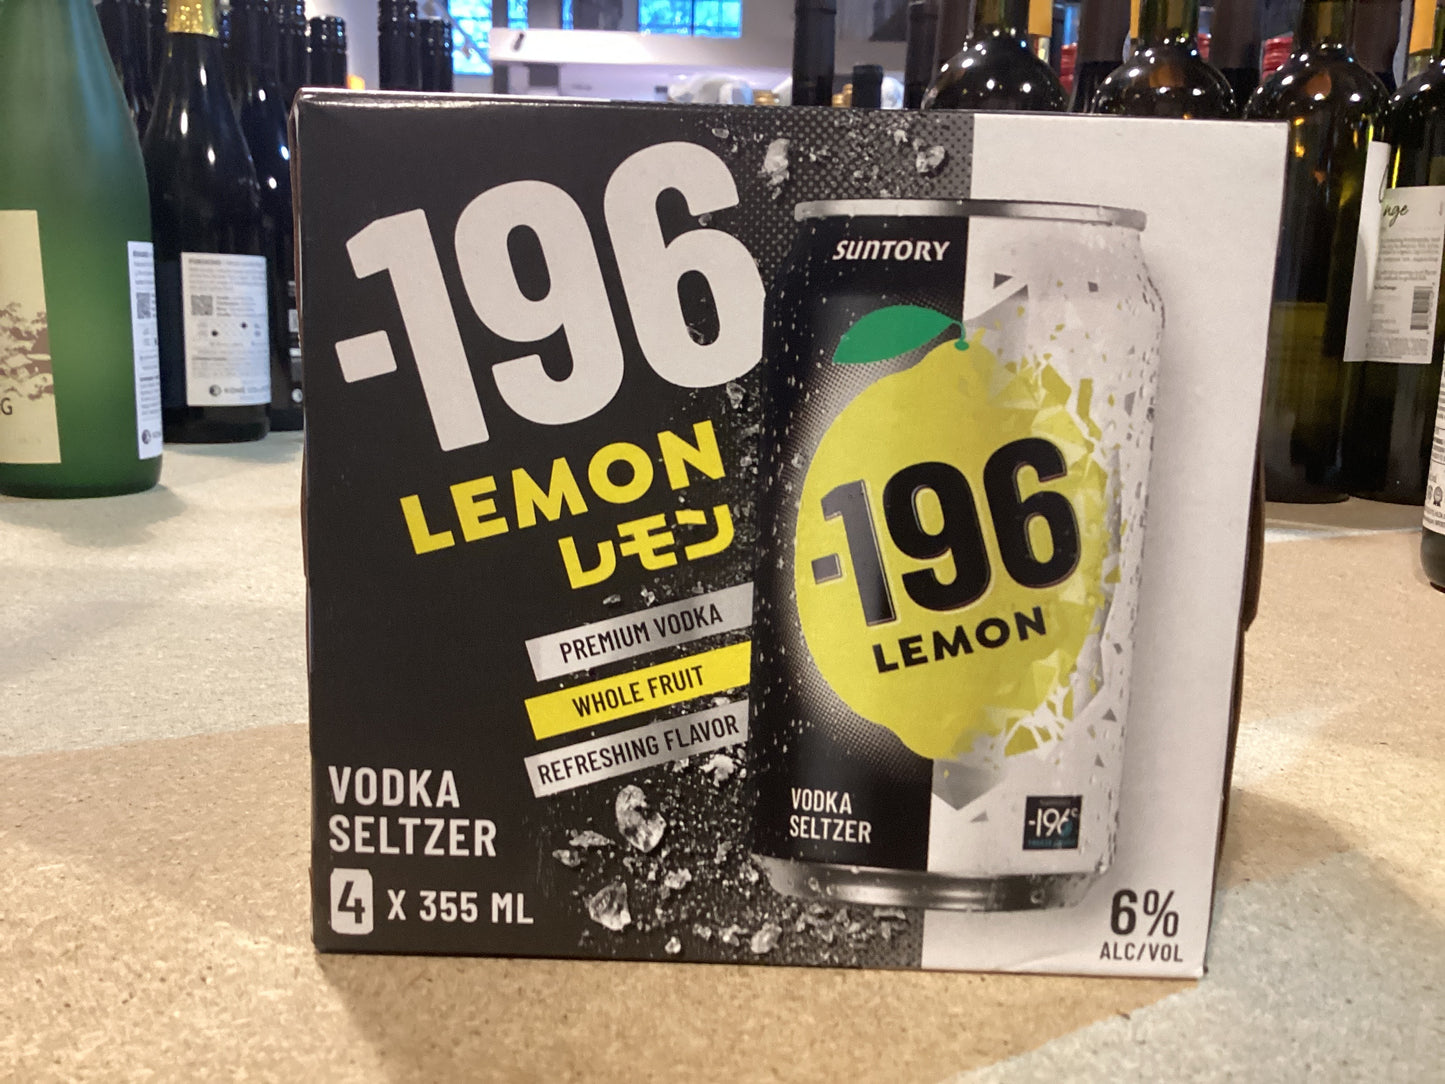 -196
LEMON
レモン
PREMIUM VODKA
WHOLE FRUIT
REFRESHING FLAVOR
VODKA
SELTZER
4 X 355 ML
SUNTORY
-196
LEMON
VODKA
SELTZER
-196°C
6%
ALC/VOL
nge
G